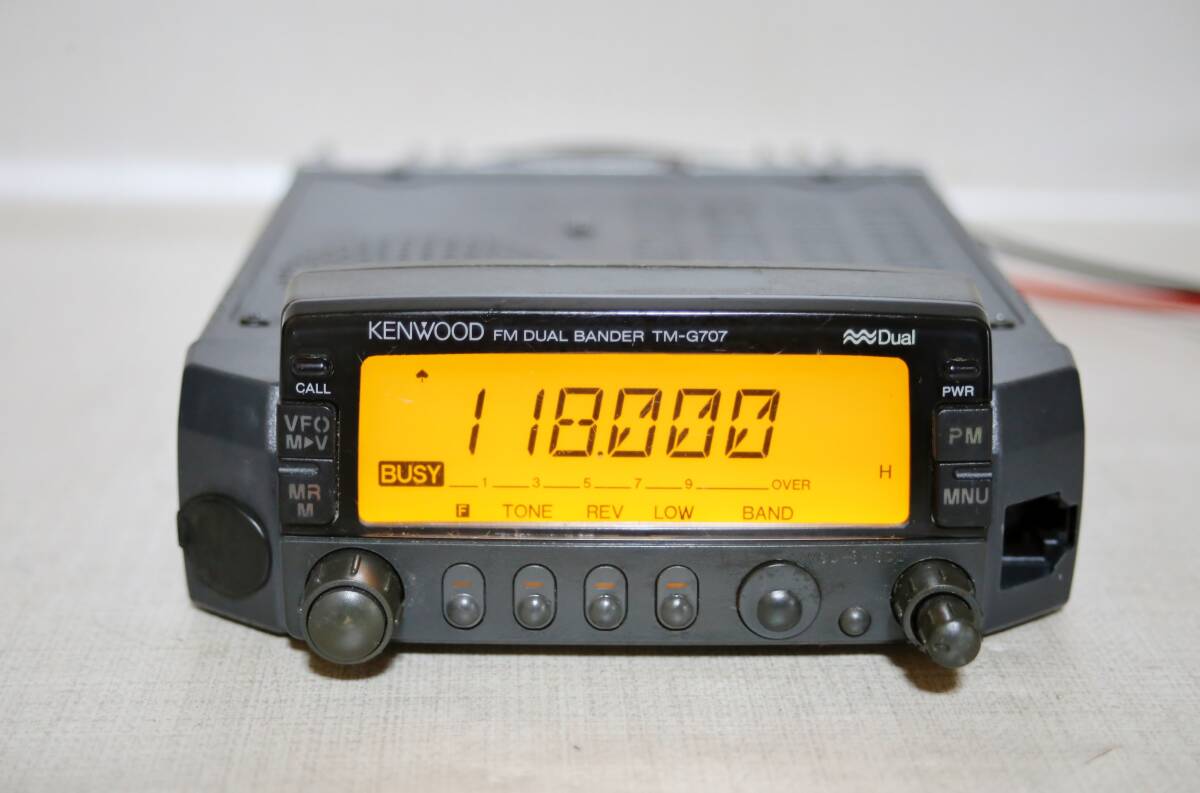 KENWOOD FM DUAL BANDER TM-G707
Dual
CALL
PWR
VFO
M▶V
118.000
PM
BUSY
1 3 5 7 9 OVER
H
MR
M
MNU
F TONE REV LOW BAND